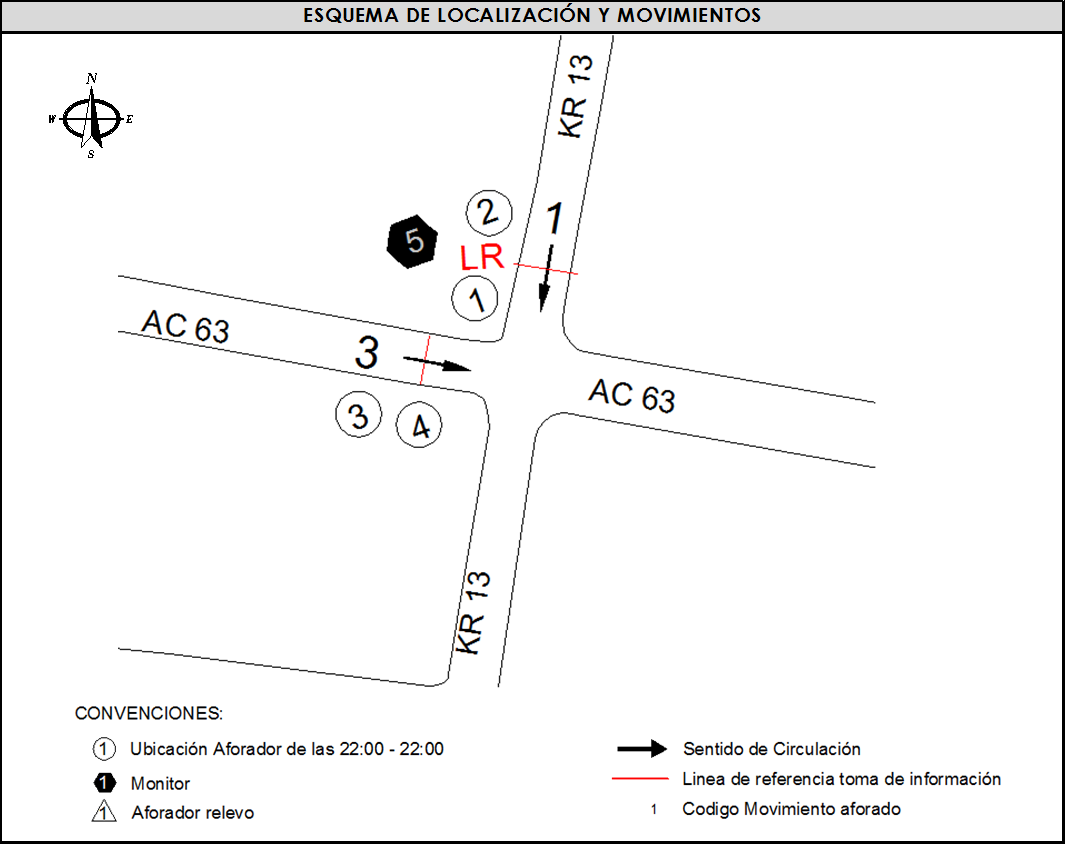 ESQUEMA DE LOCALIZACIÓN Y MOVIMIENTOS
N
W E
S
KR 13
2
1
5
LR
1
AC 63
3
AC 63
3
4
KR 13
CONVENCIONES:
1 Ubicación Aforador de las 22:00 - 22:00
1 Monitor
1 Aforador relevo
Sentido de Circulación
Linea de referencia toma de información
1 Codigo Movimiento aforado